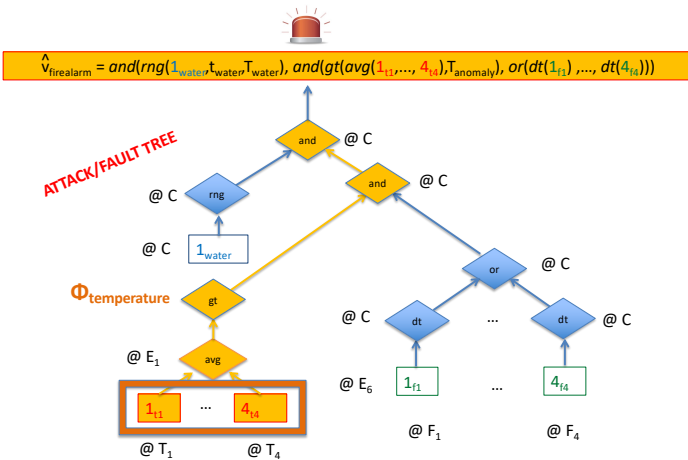 v̂firealarm = and(rng(1water,twater,Twater), and(gt(avg(1t1,..., 4t4),Tanomaly), or(dt(1f1) ,..., dt(4f4)))
ATTACK/FAULT TREE
and @ C
and @ C
@ C rng
@ C 1water
or @ C
Φtemperature gt
@ C dt ... dt @ C
@ E1 avg
@ E6 1f1 ... 4f4
1t1 ... 4t4
@ F1 @ F4
@ T1 @ T4